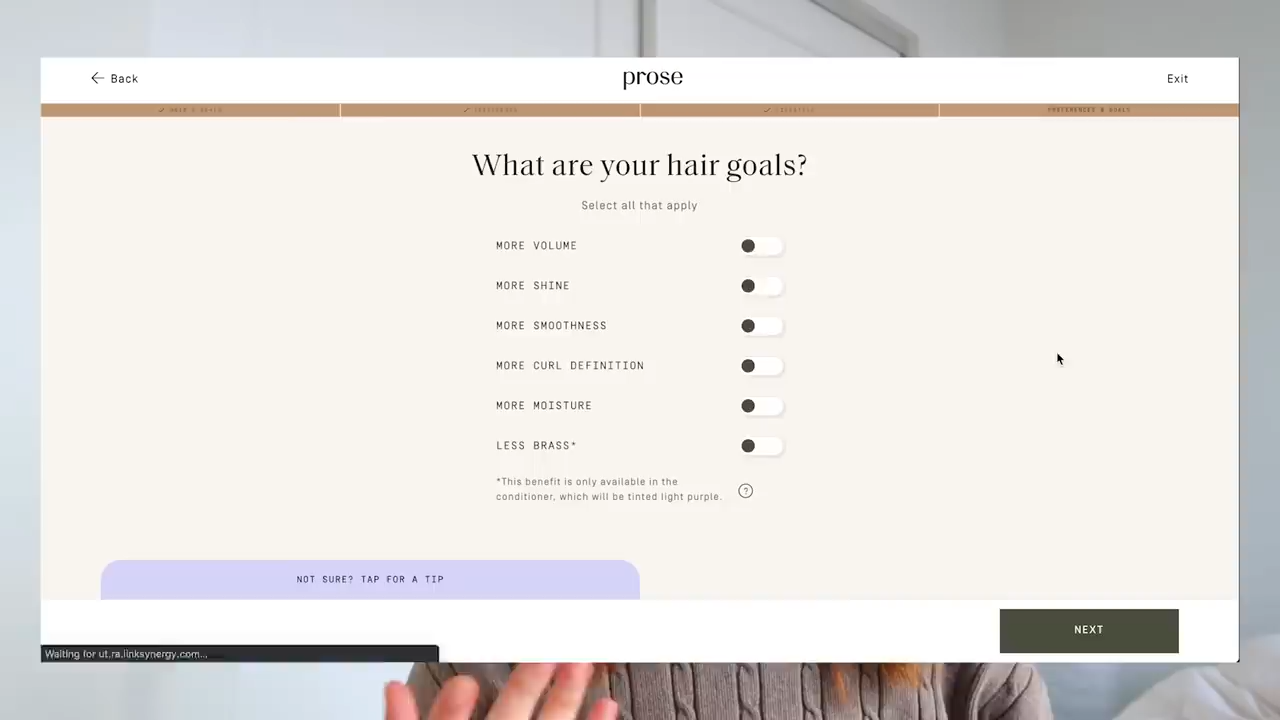 ← Back
prose
Exit
PREFERENCES & GOALS
What are your hair goals?
Select all that apply
MORE VOLUME
MORE SHINE
MORE SMOOTHNESS
MORE CURL DEFINITION
MORE MOISTURE
LESS BRASS*
*This benefit is only available in the
conditioner, which will be tinted light purple.
?
NOT SURE? TAP FOR A TIP
NEXT
Waiting for ut.ra.linksynergy.com...